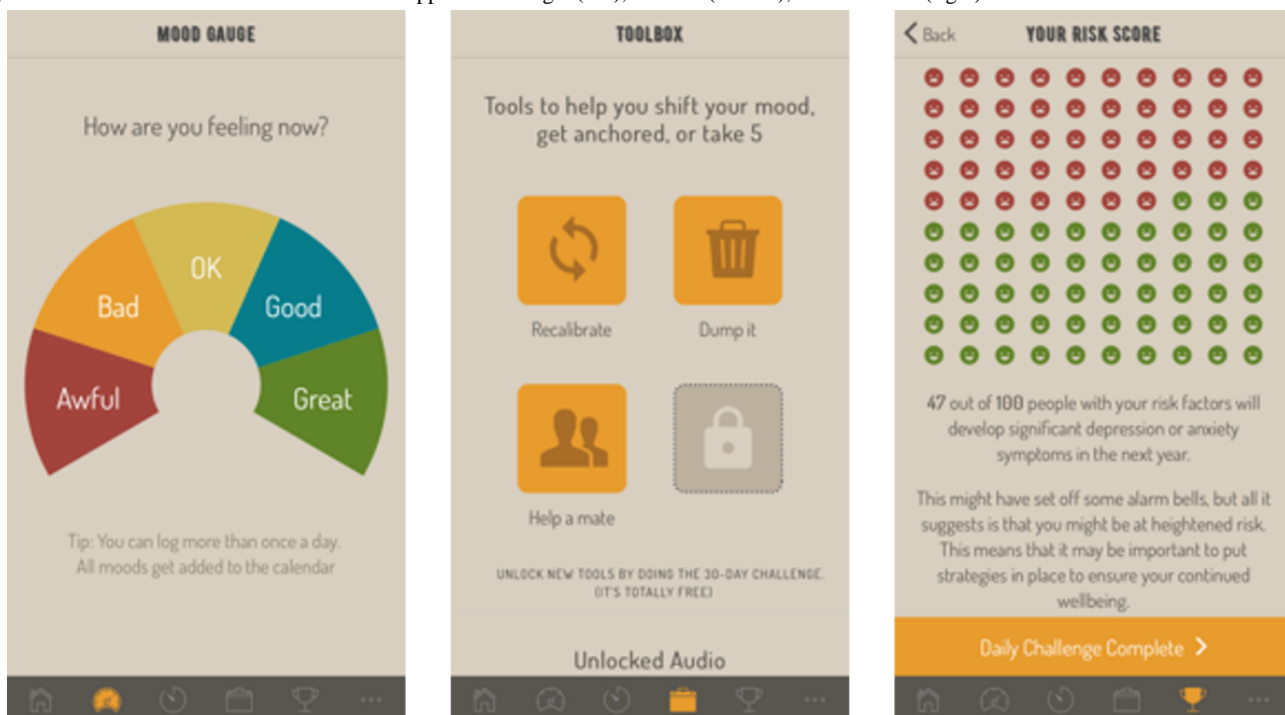 MOOD GAUGE
How are you feeling now?
Awful
Bad
OK
Good
Great
Tip: You can log more than once a day.
All moods get added to the calendar
TOOLBOX
Tools to help you shift your mood,
get anchored, or take 5
Recalibrate
Dump it
Help a mate
UNLOCK NEW TOOLS BY DOING THE 30-DAY CHALLENGE.
(IT'S TOTALLY FREE)
Unlocked Audio
Back
YOUR RISK SCORE
47 out of 100 people with your risk factors will
develop significant depression or anxiety
symptoms in the next year.
This might have set off some alarm bells, but all it
suggests is that you might be at heightened risk.
This means that it may be important to put
strategies in place to ensure your continued
wellbeing.
Daily Challenge Complete